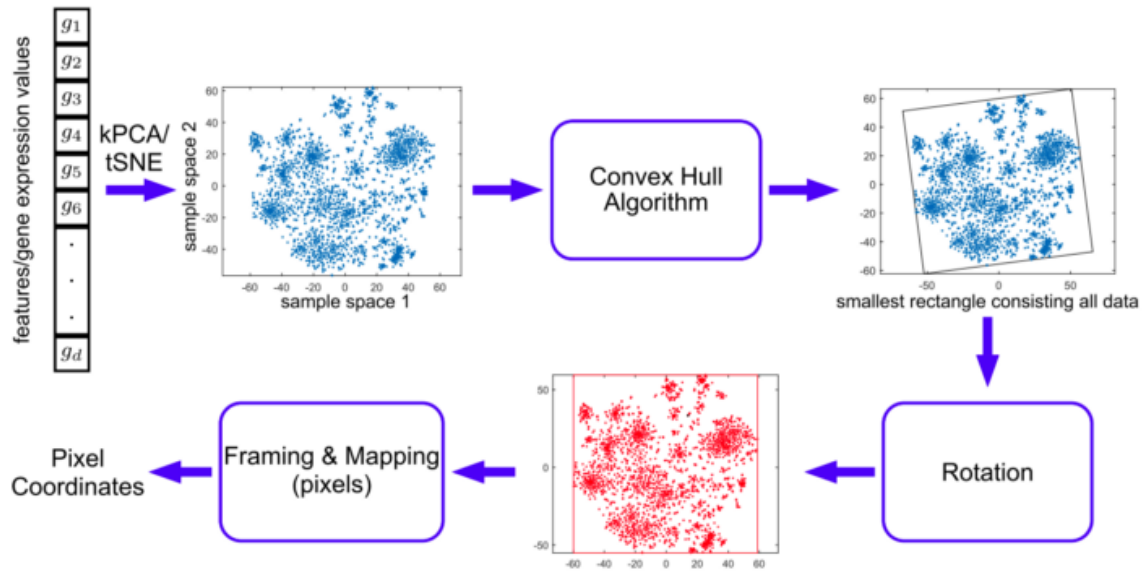 features/gene expression values
g1
g2
g3
g4
g5
g6
.
.
.
gd
kPCA/
tSNE
sample space 2
60
40
20
0
-20
-40
-60
-40
-20
0
20
40
60
sample space 1
Convex Hull
Algorithm
60
40
20
0
-20
-40
-60
-50
0
50
smallest rectangle consisting all data
Rotation
50
0
-50
-60
-40
-20
0
20
40
60
Framing & Mapping
(pixels)
Pixel
Coordinates